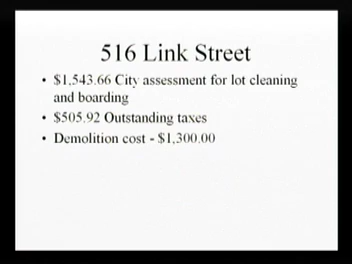 516 Link Street
• $1,543.66 City assessment for lot cleaning
and boarding
• $505.92 Outstanding taxes
• Demolition cost - $1,300.00